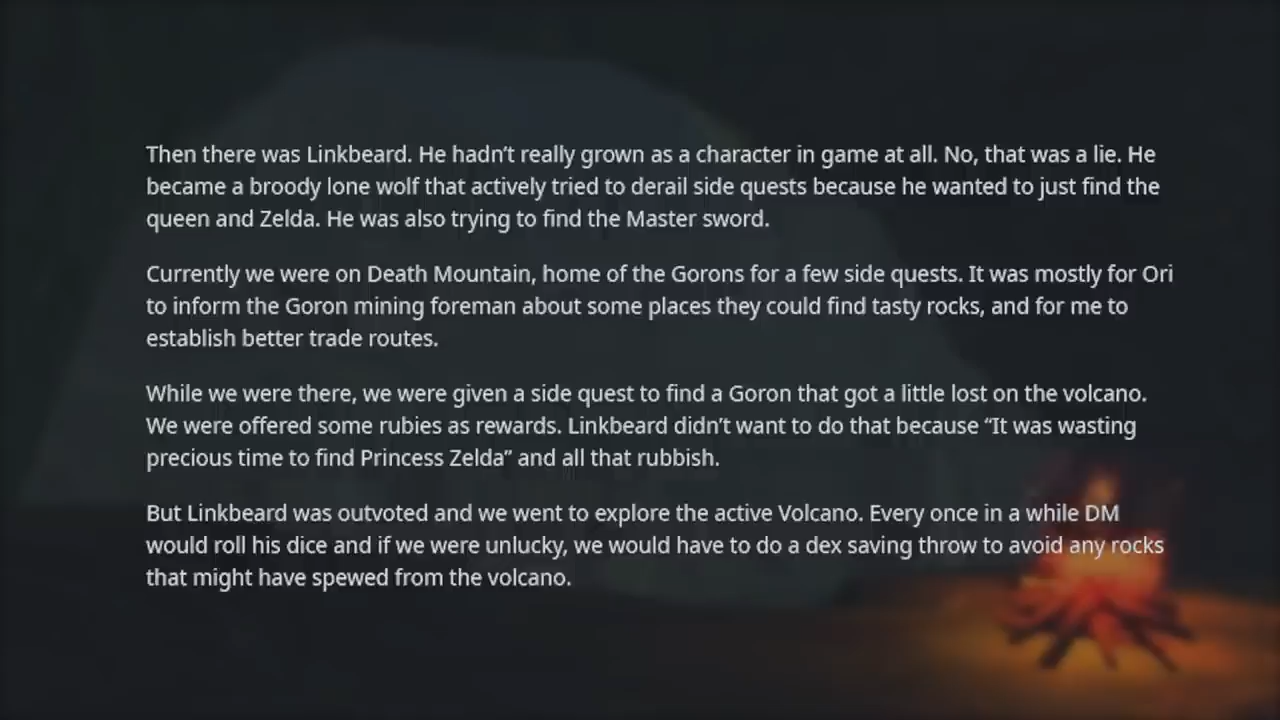 Then there was Linkbeard. He hadn’t really grown as a character in game at all. No, that was a lie. He
became a broody lone wolf that actively tried to derail side quests because he wanted to just find the
queen and Zelda. He was also trying to find the Master sword.
Currently we were on Death Mountain, home of the Gorons for a few side quests. It was mostly for Ori
to inform the Goron mining foreman about some places they could find tasty rocks, and for me to
establish better trade routes.
While we were there, we were given a side quest to find a Goron that got a little lost on the volcano.
We were offered some rubies as rewards. Linkbeard didn’t want to do that because “It was wasting
precious time to find Princess Zelda” and all that rubbish.
But Linkbeard was outvoted and we went to explore the active Volcano. Every once in a while DM
would roll his dice and if we were unlucky, we would have to do a dex saving throw to avoid any rocks
that might have spewed from the volcano.